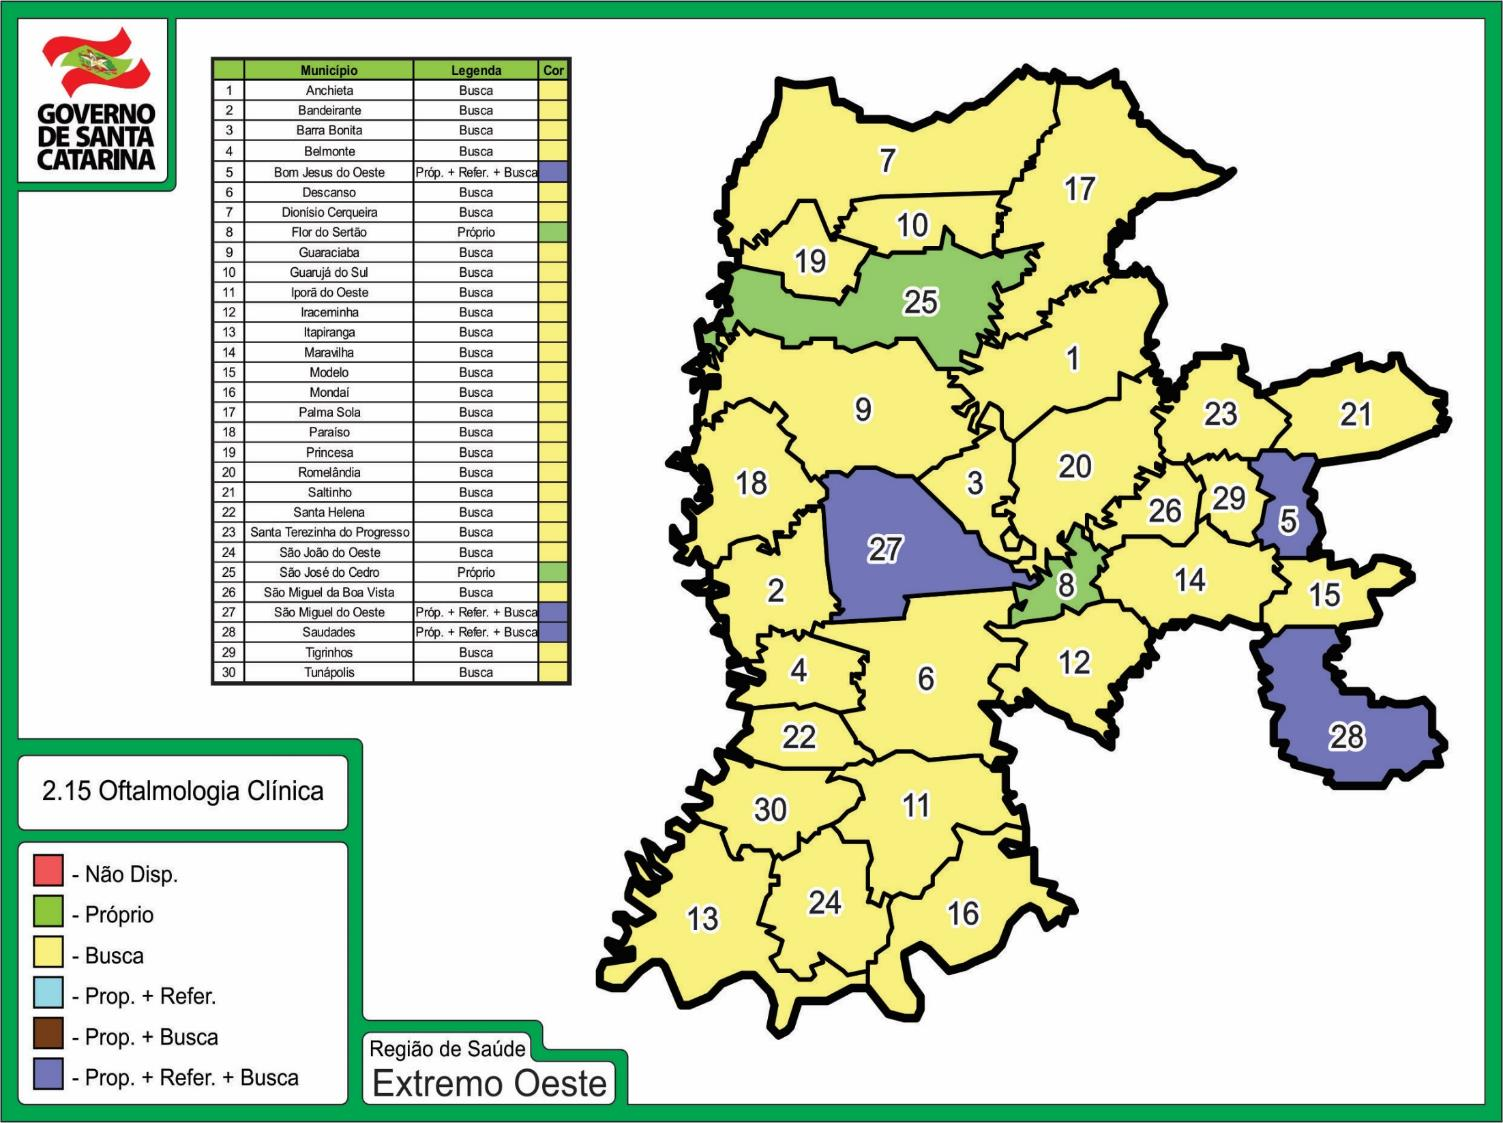 GOVERNO
DE SANTA
CATARINA
Município Legenda Cor
1 Anchieta Busca
2 Bandeirante Busca
3 Barra Bonita Busca
4 Belmonte Busca
5 Bom Jesus do Oeste Próp. + Refer. + Busca
6 Descanso Busca
7 Dionísio Cerqueira Busca
8 Flor do Sertão Próprio
9 Guaraciaba Busca
10 Guarujá do Sul Busca
11 Iporã do Oeste Busca
12 Iraceminha Busca
13 Itapiranga Busca
14 Maravilha Busca
15 Modelo Busca
16 Mondaí Busca
17 Palma Sola Busca
18 Paraíso Busca
19 Princesa Busca
20 Romelândia Busca
21 Saltinho Busca
22 Santa Helena Busca
23 Santa Terezinha do Progresso Busca
24 São João do Oeste Busca
25 São José do Cedro Próprio
26 São Miguel da Boa Vista Busca
27 São Miguel do Oeste Próp. + Refer. + Busca
28 Saudades Próp. + Refer. + Busca
29 Tigrinhos Busca
30 Tunápolis Busca
7
17
10
19
25
1
9
23
21
18
3
20
26
29
5
27
2
8
14
15
4
6
12
22
28
30
11
13
24
16
2.15 Oftalmologia Clínica
- Não Disp.
- Próprio
- Busca
- Prop. + Refer.
- Prop. + Busca
- Prop. + Refer. + Busca
Região de Saúde
Extremo Oeste